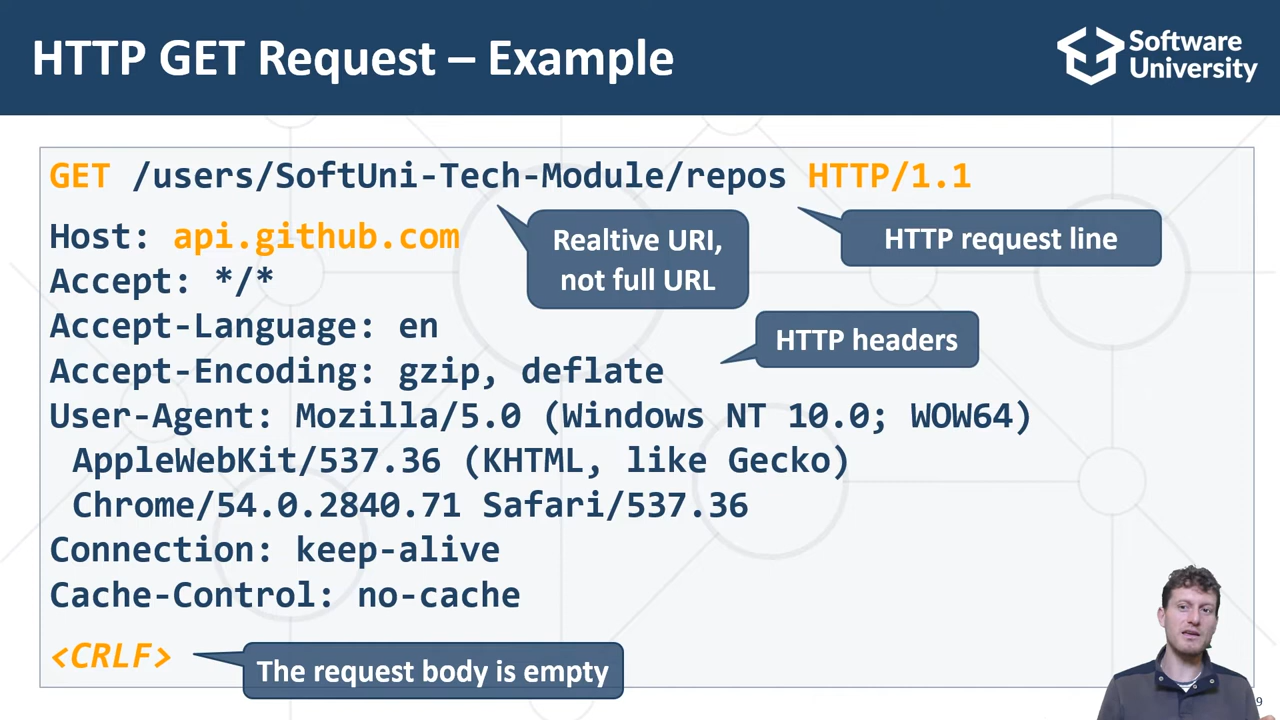 HTTP GET Request – Example
Software
University
GET /users/SoftUni-Tech-Module/repos HTTP/1.1
Host: api.github.com
Realtive URI,
not full URL
HTTP request line
Accept: */*
Accept-Language: en
HTTP headers
Accept-Encoding: gzip, deflate
User-Agent: Mozilla/5.0 (Windows NT 10.0; WOW64)
AppleWebKit/537.36 (KHTML, like Gecko)
Chrome/54.0.2840.71 Safari/537.36
Connection: keep-alive
Cache-Control: no-cache
<CRLF>
The request body is empty
9